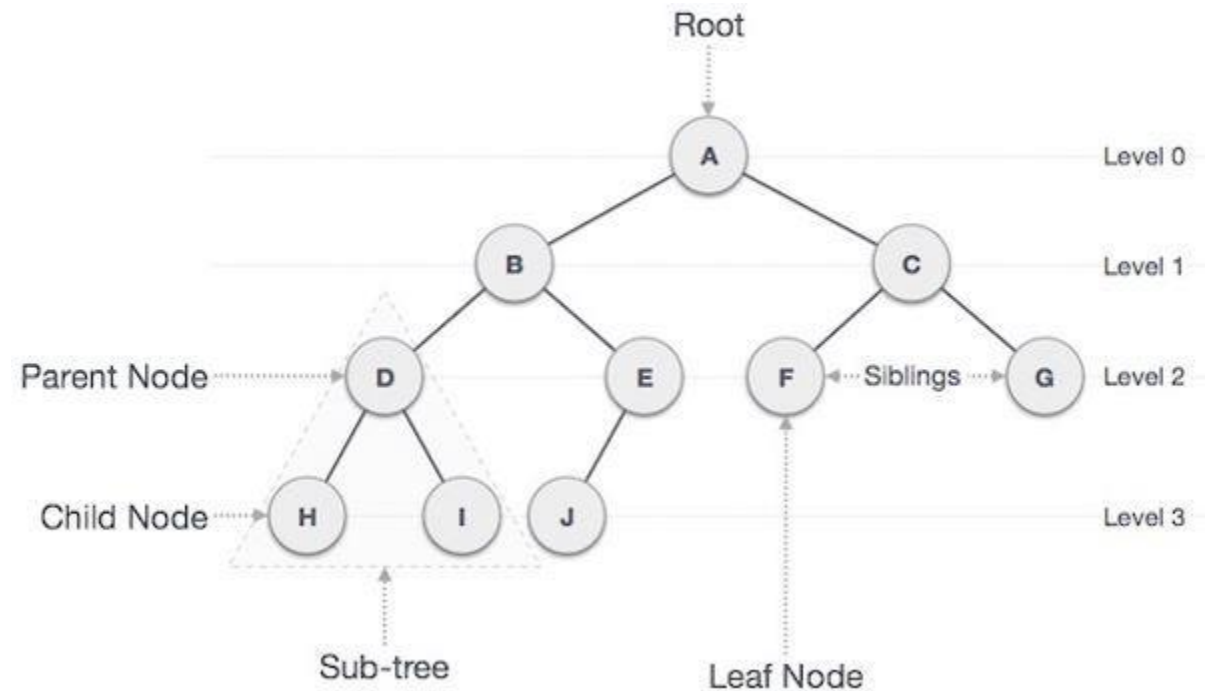 Root
A
Level 0
B
C
Level 1
Parent Node
D
E
F
Siblings
G
Level 2
Child Node
H
I
J
Level 3
Sub-tree
Leaf Node